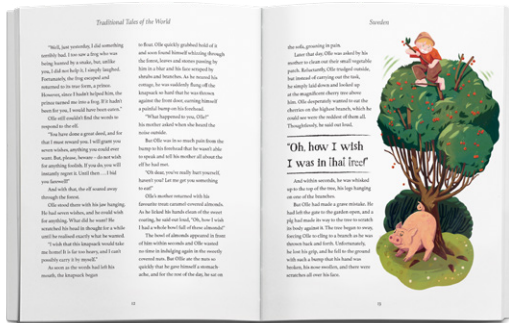 Traditional Tales of the World
"Well, just yesterday, I did something
terribly bad. I too saw a frog who was
being hunted by a snake, but, unlike
you, I did not help it. I simply laughed.
Fortunately, the frog escaped and
returned to its true form, a prince.
However, since I hadn't helped him, the
prince turned me into a frog. If it hadn't
been for you, I would have been eaten."
Olle still couldn't find the words to
respond to the elf.
"You have done a great deed, and for
that I must reward you. I will grant you
seven wishes, anything you could ever
want. But, please, beware – do not wish
for anything foolish. If you do, you will
instantly regret it. Until then. . . I bid
you farewell!"
And with that, the elf soared away
through the forest.
Olle stood there with his jaw hanging.
He had seven wishes, and he could wish
for anything. What did he want? He
scratched his head in thought for a while
until he realised exactly what he wanted.
"I wish that this knapsack would take
me home! It is far too heavy, and I can't
possibly carry it by myself."
As soon as the words had left his
mouth, the knapsack began
to float. Olle quickly grabbed hold of it
and soon found himself whizzing through
the forest, leaves and stones passing by
him in a blur and his face scraped by
shrubs and branches. As he neared his
cottage, he was suddenly flung off the
knapsack so hard that he was thrown
against the front door, earning himself
a painful bump on his forehead.
"What happened to you, Olle?"
his mother asked when she heard the
noise outside.
But Olle was in so much pain from the
bump to his forehead that he wasn't able
to speak and tell his mother all about the
elf he had met.
"Oh dear, you've really hurt yourself,
haven't you? Let me get you something
to eat!"
Olle's mother returned with his
favourite treat: caramel covered almonds.
As he licked his hands clean of the sweet
coating, he said out loud, "Oh, how I wish
I had a whole bowl full of these almonds!"
The bowl of almonds appeared in front
of him within seconds and Olle wasted
no time in indulging again in the sweetly
covered nuts. But Olle ate the nuts so
quickly that he gave himself a stomach
ache, and for the rest of the day, he sat on
12
Sweden
the sofa, groaning in pain.
Later that day, Olle was asked by his
mother to clean out their small vegetable
patch. Reluctantly, Olle trudged outside,
but instead of carrying out the task,
he simply laid down and looked up
at the magnificent cherry tree above
him. Olle desperately wanted to eat the
cherries on the highest branch, which he
could see were the reddest of them all.
Thoughtlessly, he said out loud,
"Oh, how I wish
I was in that tree!"
And within seconds, he was whisked
up to the top of the tree, his legs hanging
on one of the branches.
But Olle had made a grave mistake. He
had left the gate to the garden open, and a
pig had made its way to the tree to scratch
its body against it. The tree began to sway,
forcing Olle to cling to a branch as he was
thrown back and forth. Unfortunately,
he lost his grip, and he fell to the ground
with such a bump that his hand was
broken, his nose mother, and there were
scratches all over his face.
13